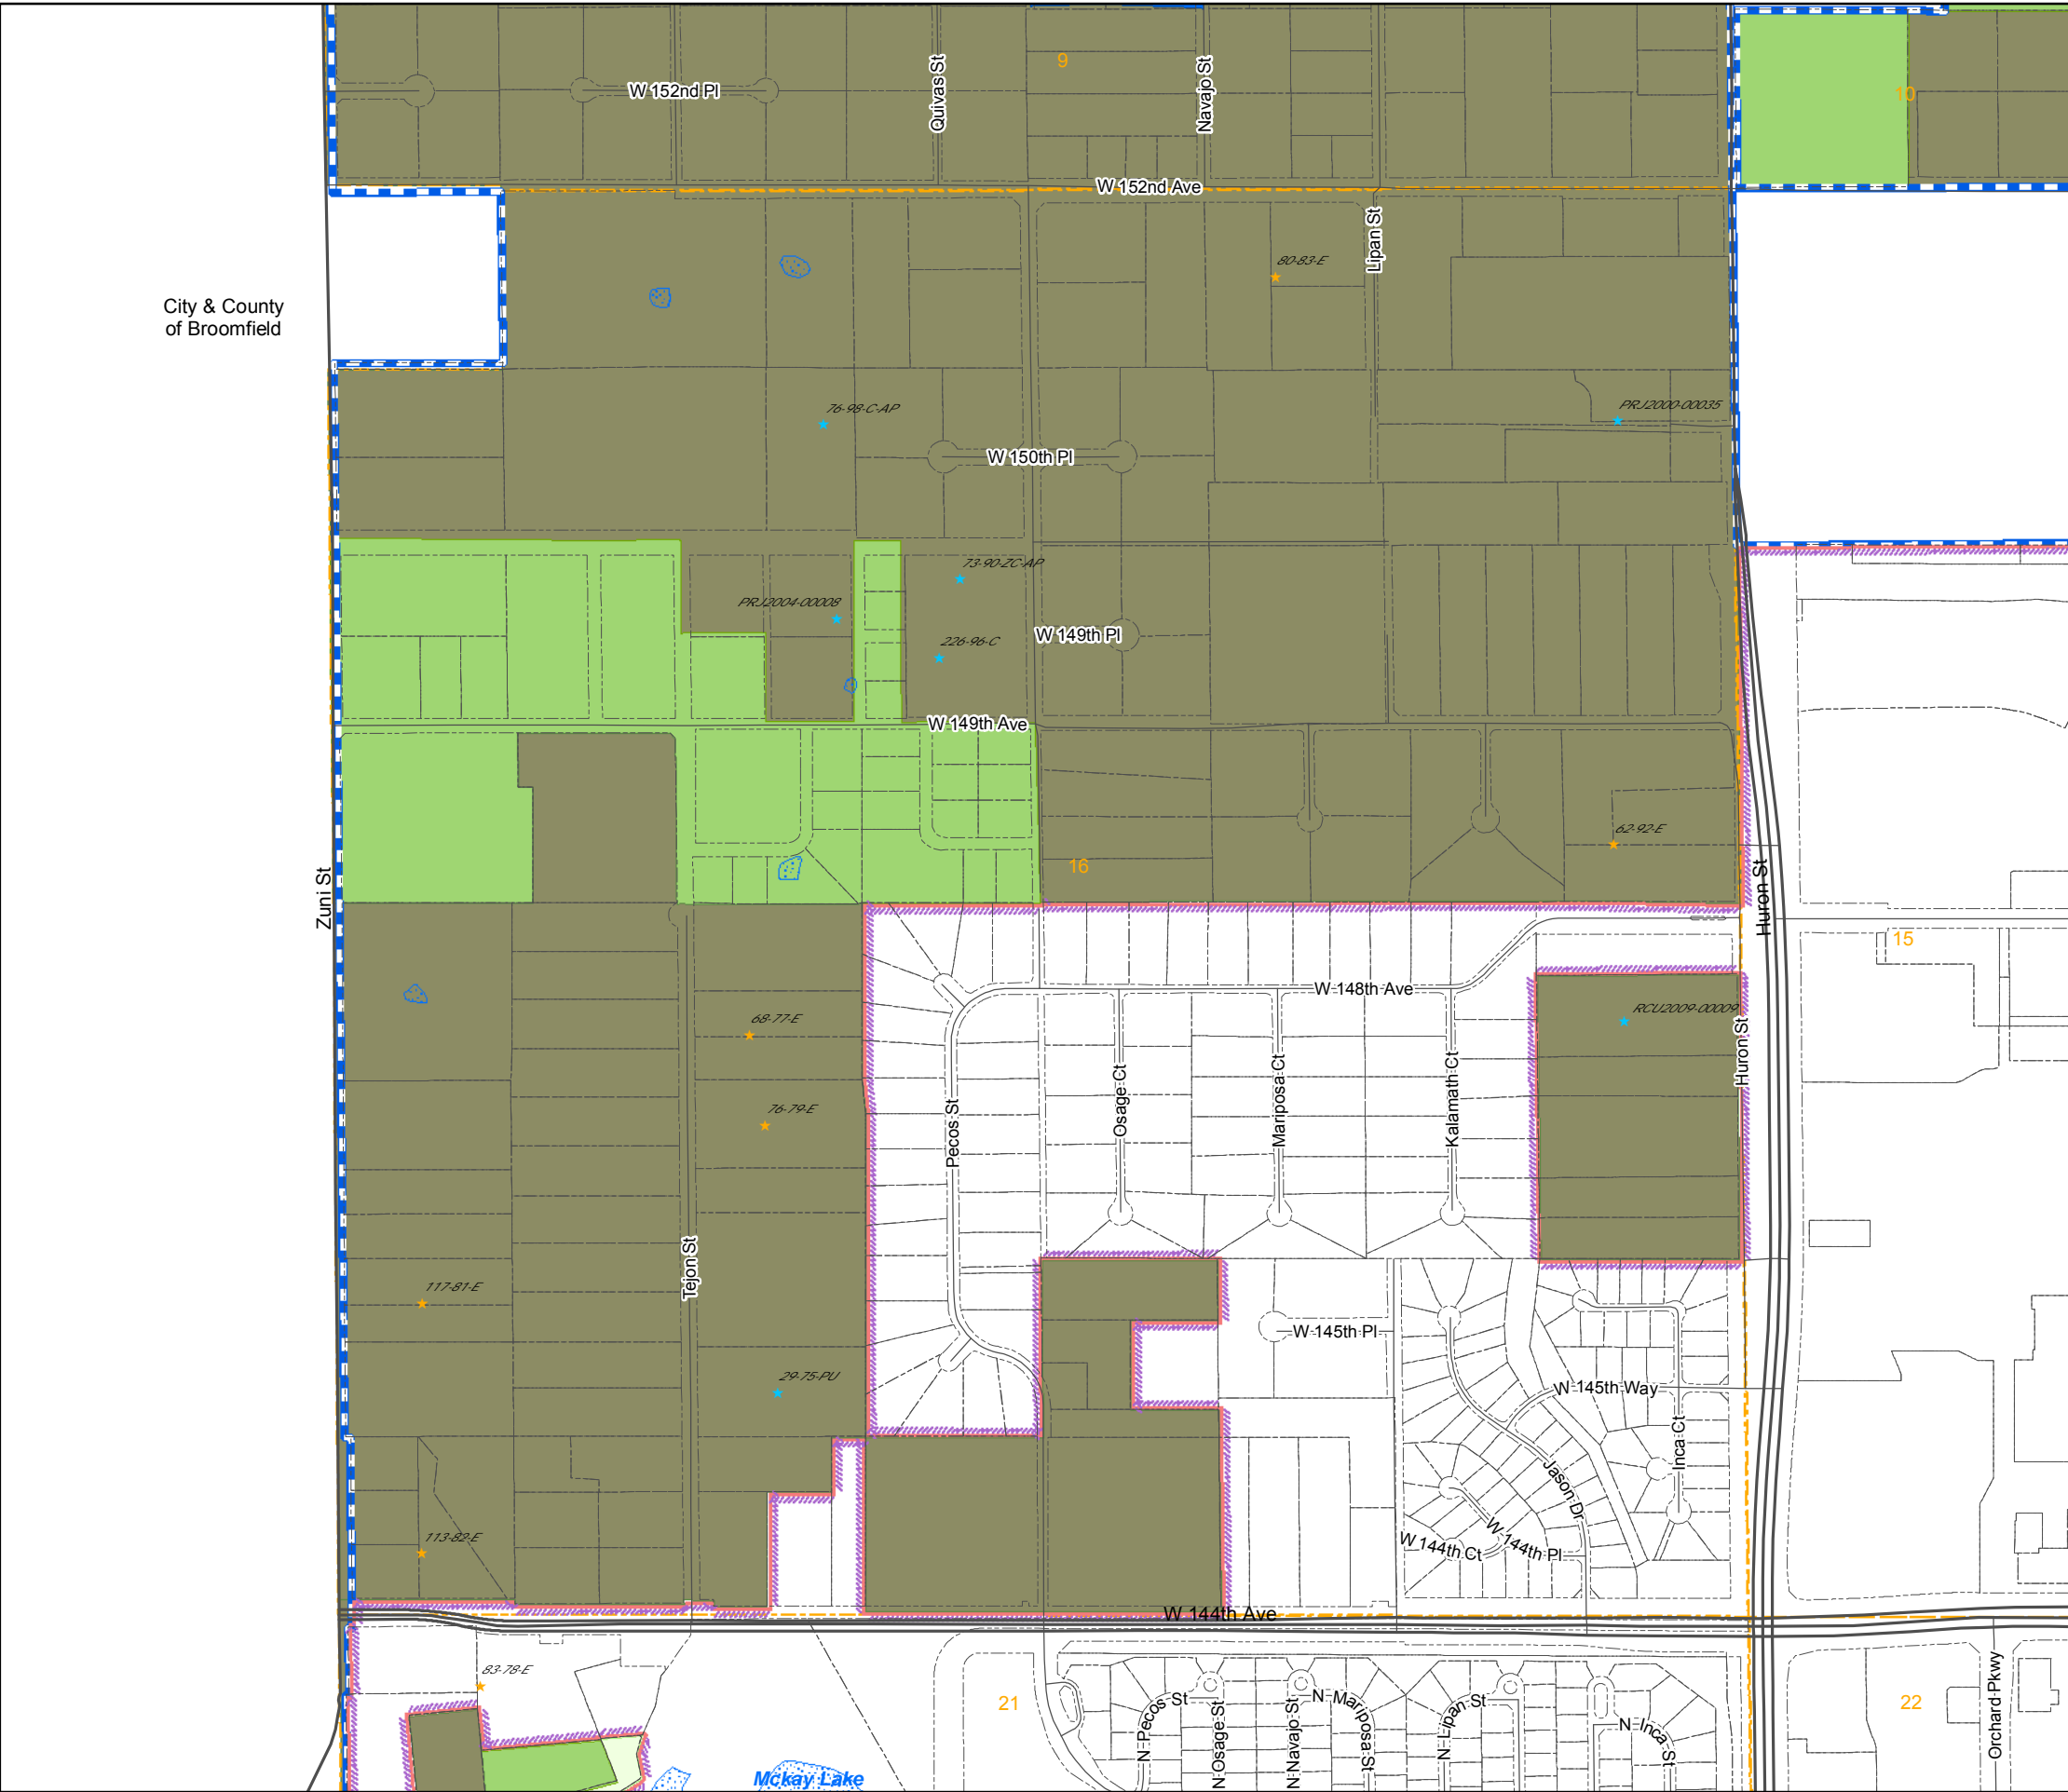 9
Quivas St
Navajo St
W 152nd Pl
10
W 152nd Ave
Lipan St
80-83-E
City & County
of Broomfield
76-98-C-AP
PRJ2000-00035
W 150th Pl
73-90-ZC-AP
PRJ2004-00008
226-96-C
W 149th Pl
W 149th Ave
62-92-E
16
Zuni St
Huron St
15
W 148th Ave
RCU2009-00009
68-77-E
Huron St
76-79-E
Pecos St
Osage Ct
Mariposa Ct
Kalamath Ct
Tejon St
117-81-E
W 145th Pl
29-75-PU
W 145th Way
Inca Ct
Jason Dr
113-82-E
W 144th Ct
W 144th Pl
W 144th Ave
83-78-E
21
22
N Pecos St
N Osage St
N Navajo St
N Mariposa St
N Lipan St
N Inca St
Orchard Pkwy
Mckay Lake